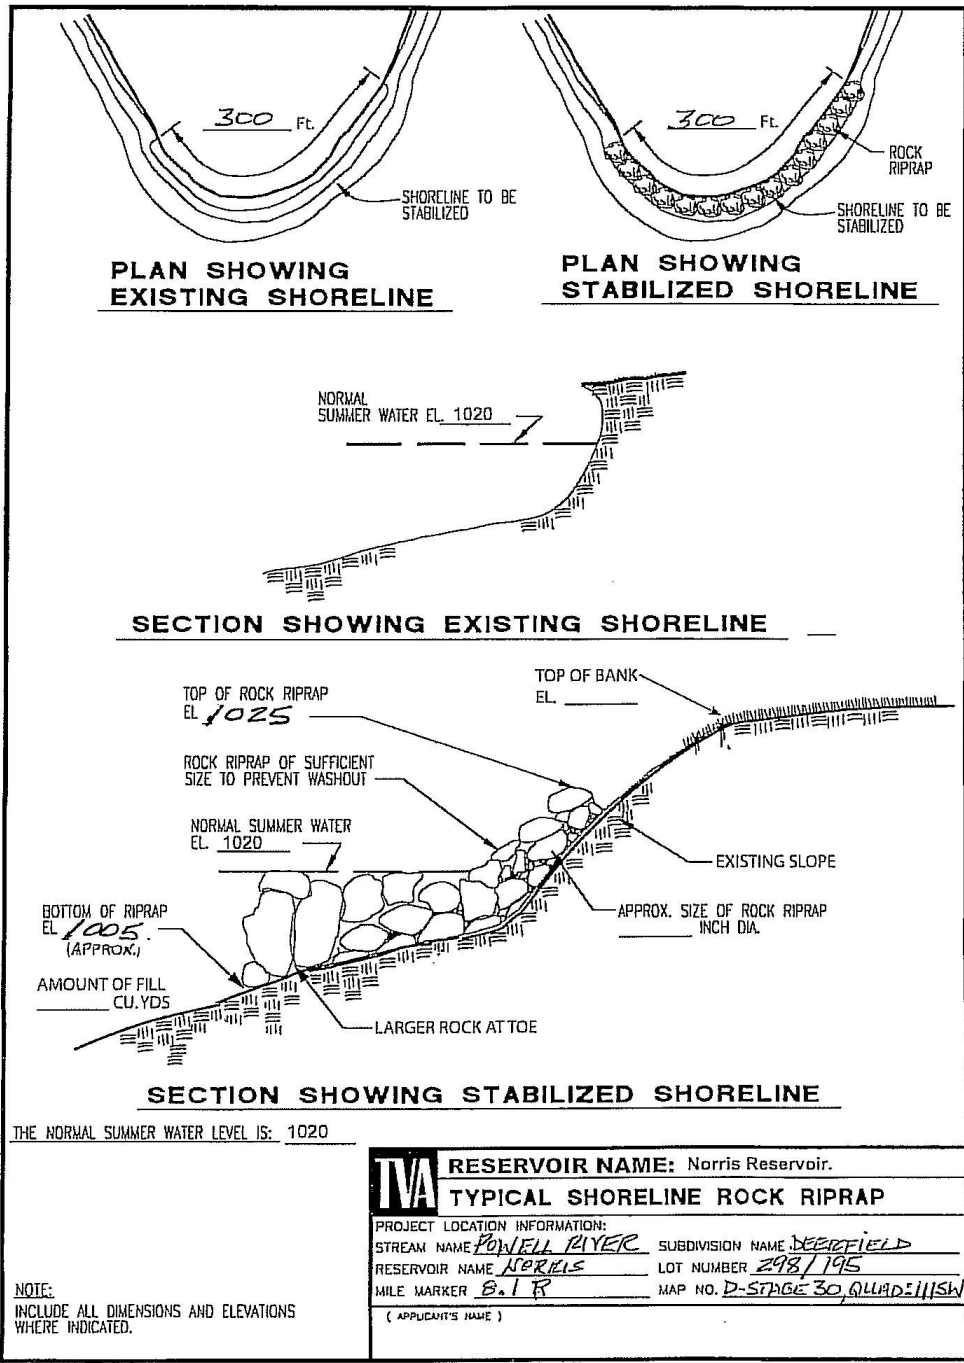 300 Ft.
SHORELINE TO BE
STABILIZED
PLAN SHOWING
EXISTING SHORELINE
300 Ft.
ROCK
RIPRAP
SHORELINE TO BE
STABILIZED
PLAN SHOWING
STABILIZED SHORELINE
NORMAL
SUMMER WATER EL. 1020
SECTION SHOWING EXISTING SHORELINE
TOP OF BANK
EL.
TOP OF ROCK RIPRAP
EL 1025
ROCK RIPRAP OF SUFFICIENT
SIZE TO PREVENT WASHOUT
NORMAL SUMMER WATER
EL. 1020
EXISTING SLOPE
APPROX. SIZE OF ROCK RIPRAP
INCH DIA.
BOTTOM OF RIPRAP
EL 1005.
(APPROX.)
AMOUNT OF FILL
CU.YDS
LARGER ROCK AT TOE
SECTION SHOWING STABILIZED SHORELINE
THE NORMAL SUMMER WATER LEVEL IS: 1020
TVA
RESERVOIR NAME: Norris Reservoir.
TYPICAL SHORELINE ROCK RIPRAP
PROJECT LOCATION INFORMATION:
STREAM NAME POWELL RIVER SUBDIVISION NAME DEERFIELD
RESERVOIR NAME NORRIS LOT NUMBER 298/195
MILE MARKER 8.1 R MAP NO. D-STAGE 30, QUAD: 111SW
( APPLICANT'S NAME )
NOTE:
INCLUDE ALL DIMENSIONS AND ELEVATIONS
WHERE INDICATED.